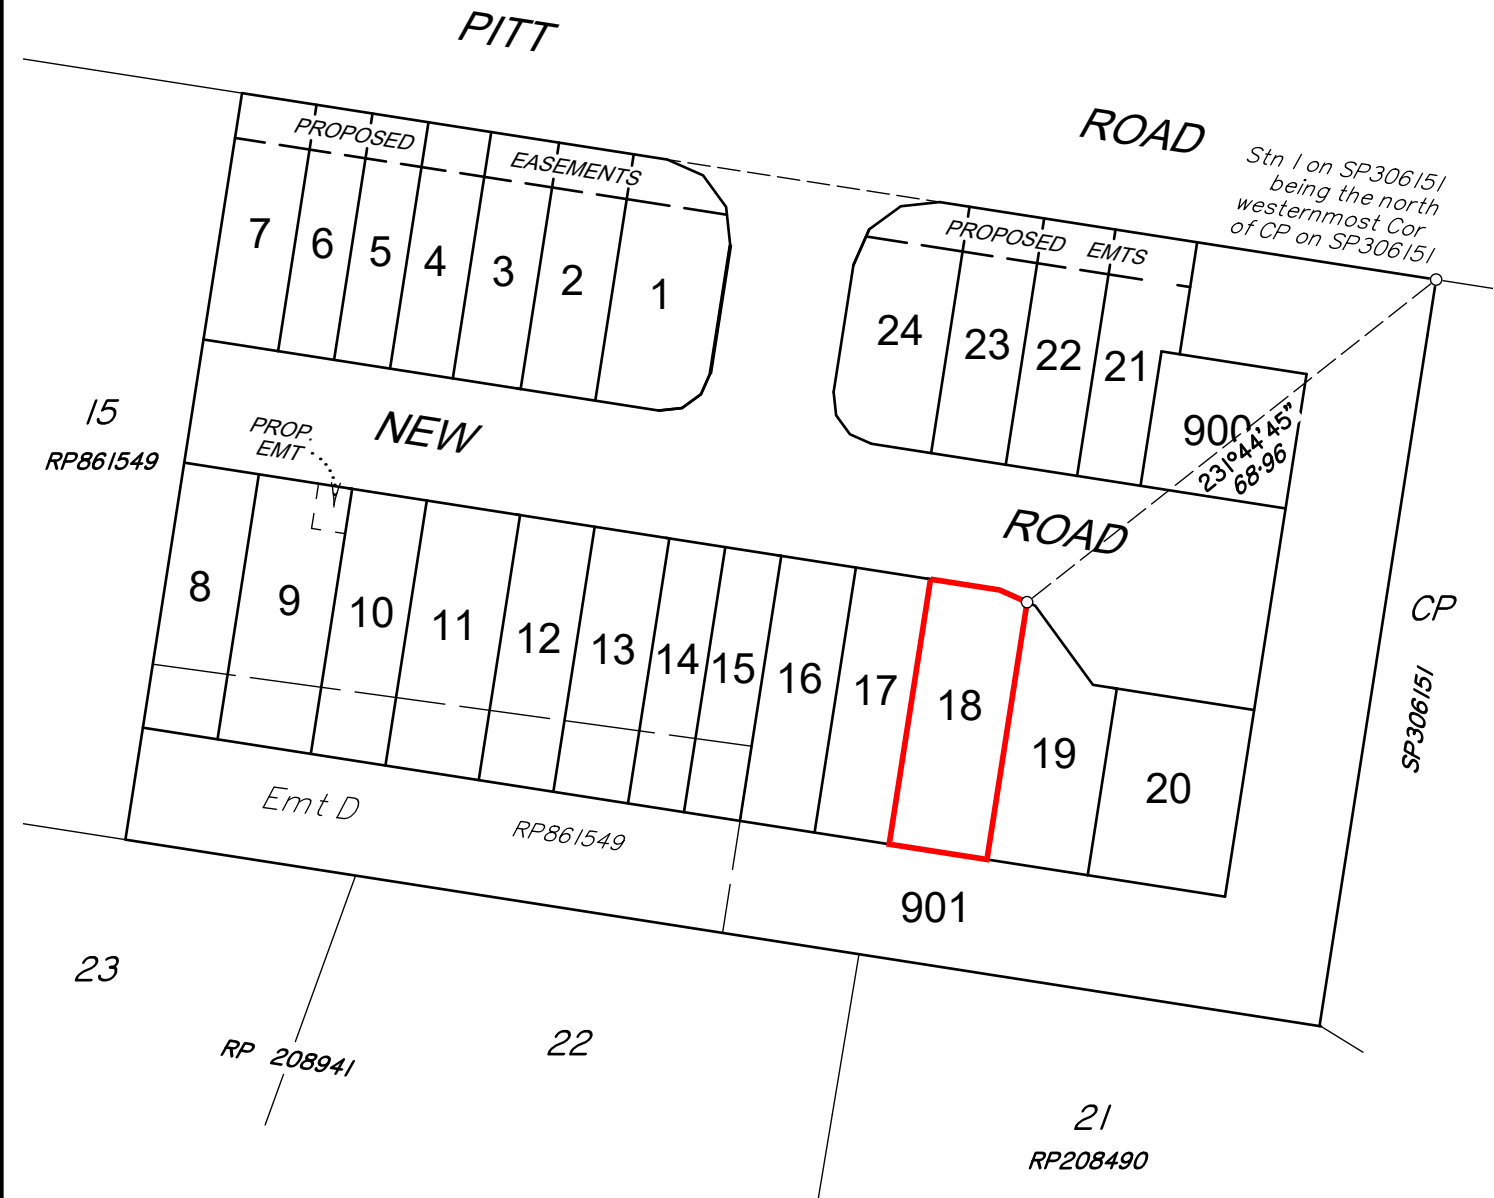 PITT
ROAD
Stn 1 on SP306151
being the north
westernmost Cor
of CP on SP306151
PROPOSED
EASEMENTS
PROPOSED EMTS
7
6
5
4
3
2
1
24
23
22
21
900
231°44'45"
68·96
15
RP861549
PROP.
EMT
NEW
ROAD
8
9
10
11
12
13
14
15
16
17
18
19
20
CP
SP306151
Emt D
RP861549
901
23
RP 208941
22
21
RP208490